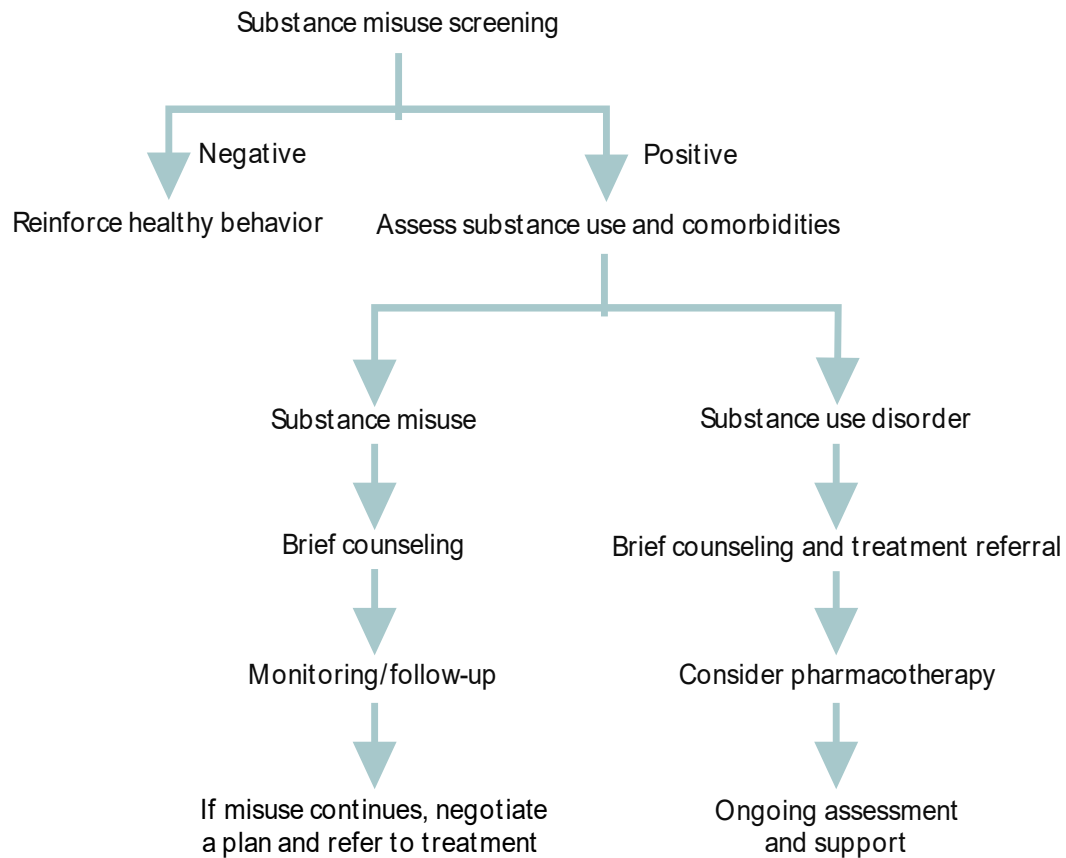 Substance misuse screening
Negative
Positive
Reinforce healthy behavior
Assess substance use and comorbidities
Substance misuse
Substance use disorder
Brief counseling
Brief counseling and treatment referral
Monitoring/follow-up
Consider pharmacotherapy
If misuse continues, negotiate
a plan and refer to treatment
Ongoing assessment
and support